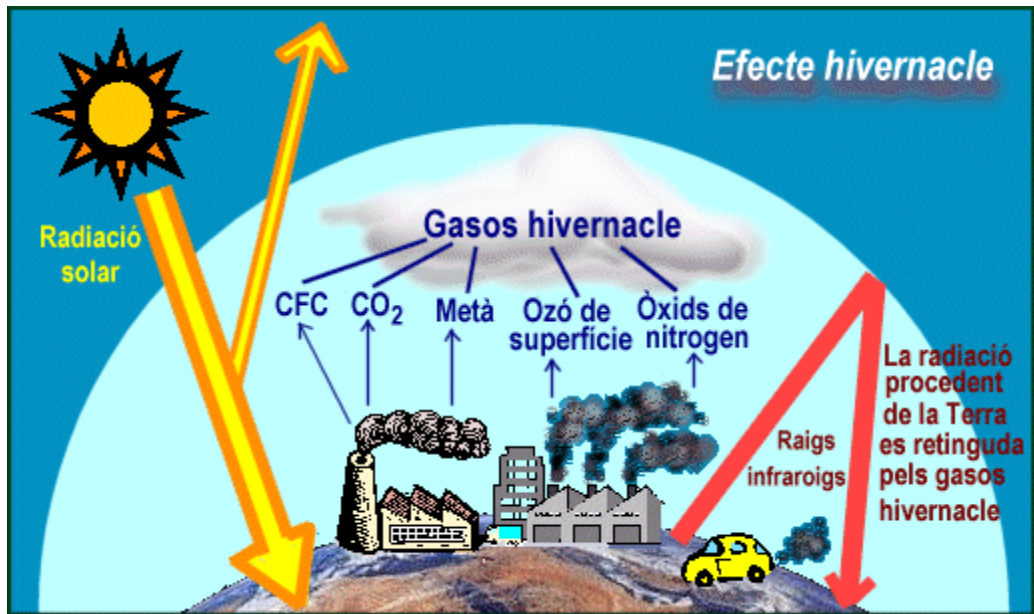 Efecte hivernacle
Radiació
solar
Gasos hivernacle
CFC
CO₂
Metà
Ozó de
superfície
Òxids de
nitrogen
Raigs
infraroigs
La radiació
procedent
de la Terra
es retinguda
pels gasos
hivernacle